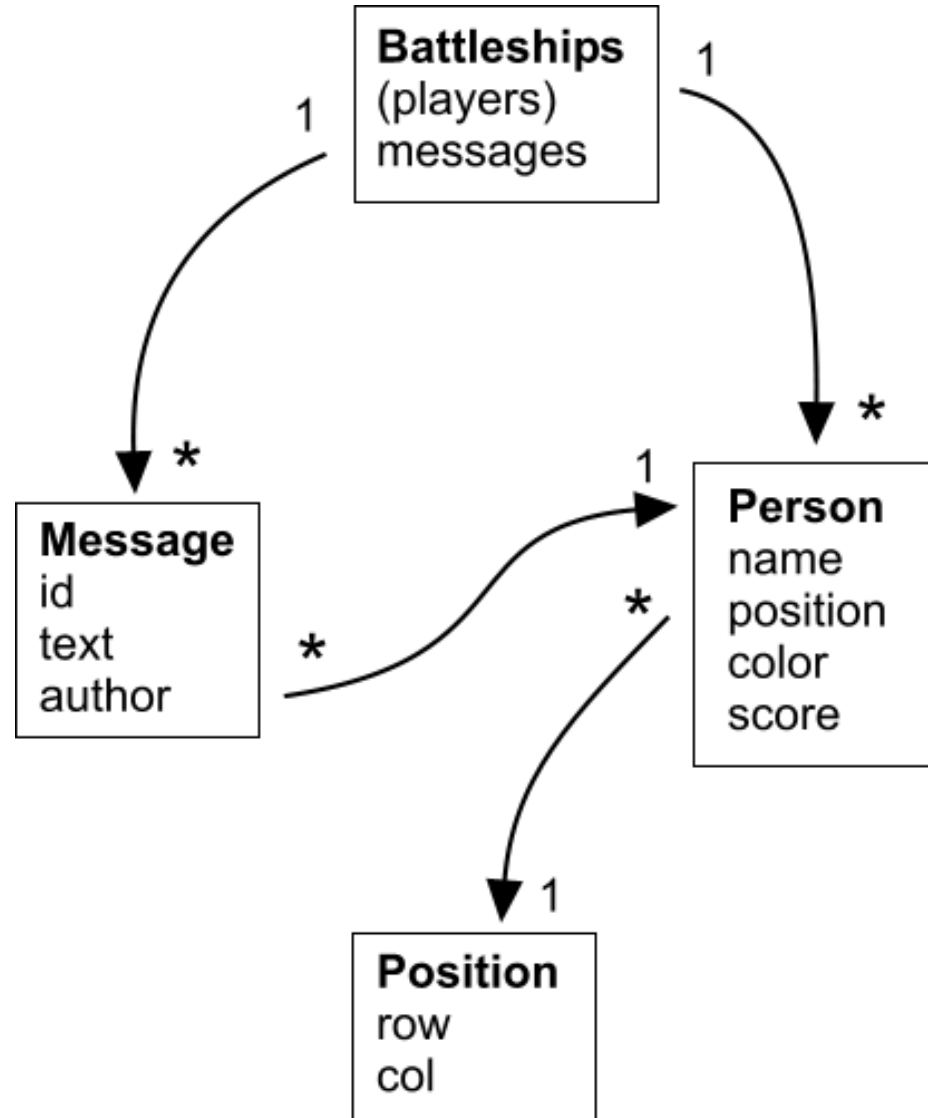 Battleships
(players)
messages
1
1
*
*
Message
id
text
author
1
*
*
Person
name
position
color
score
1
Position
row
col